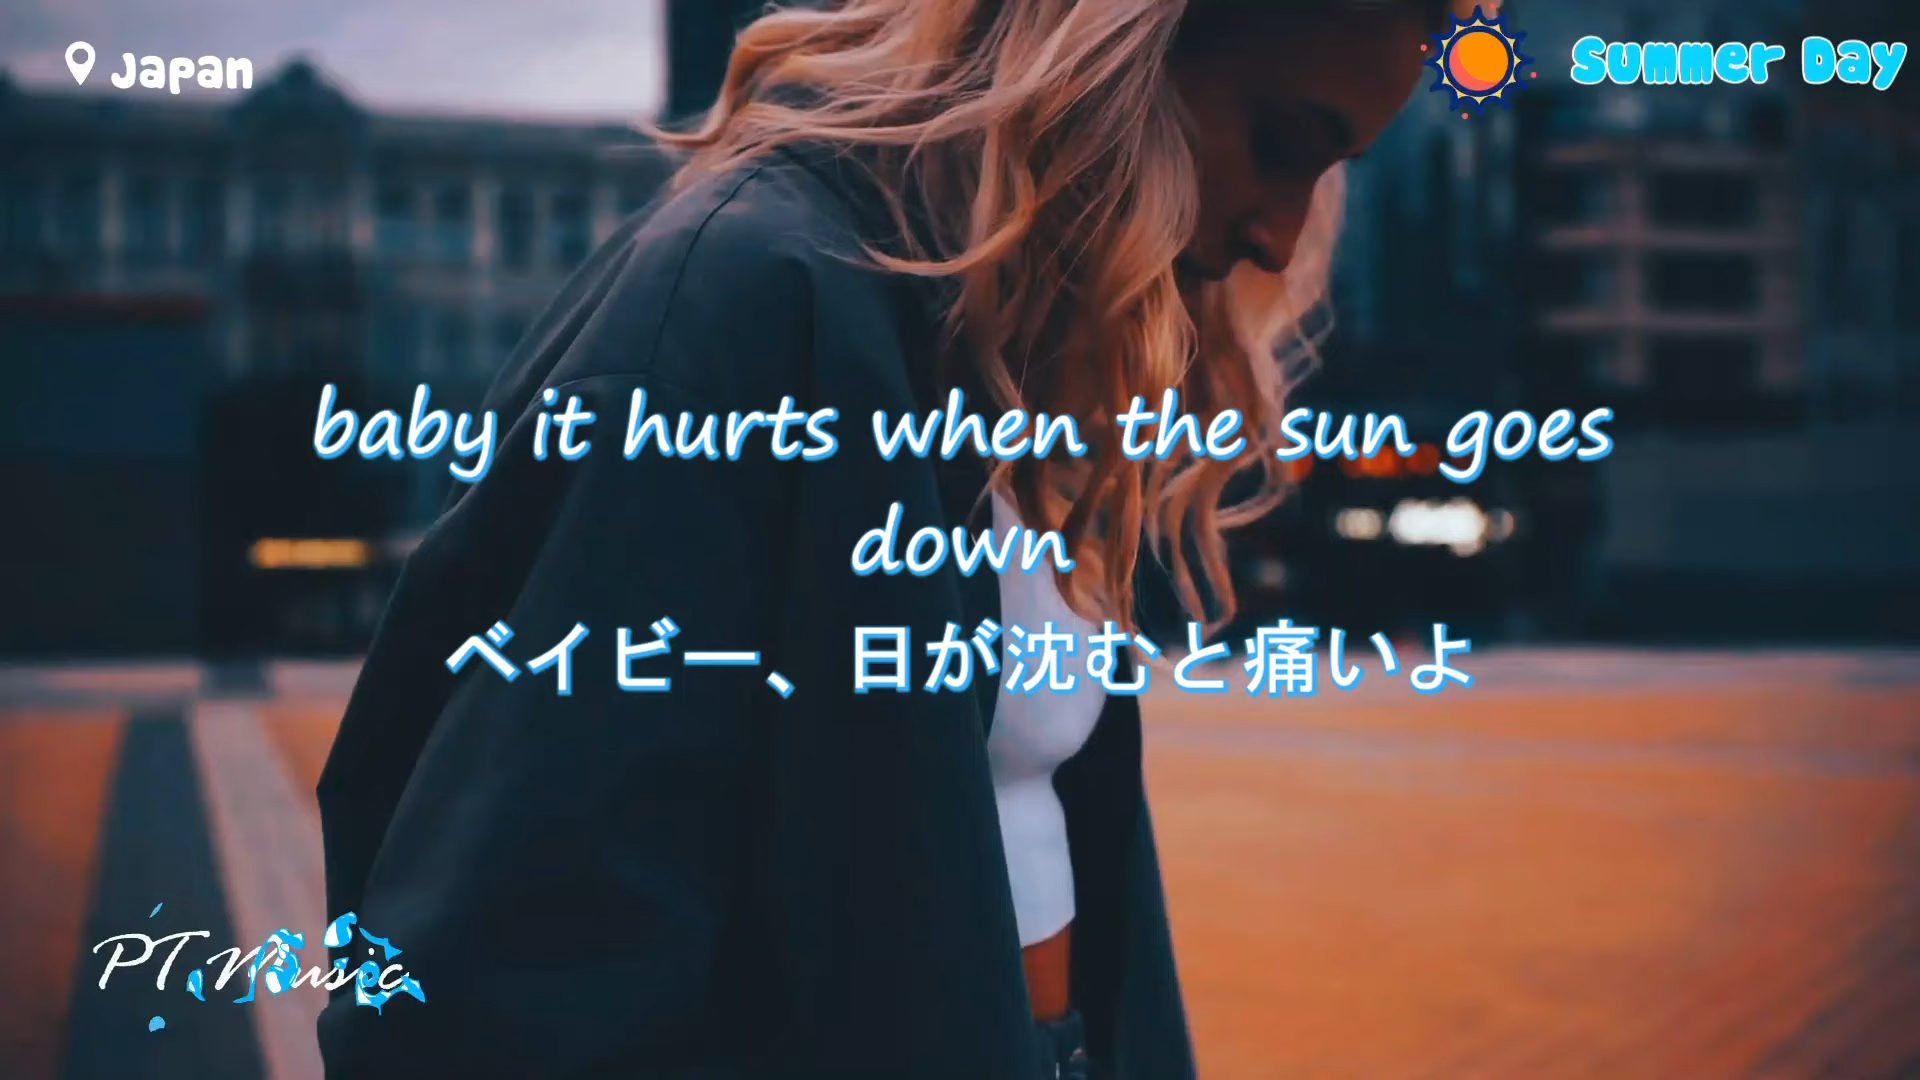 Japan
Summer Day
baby it hurts when the sun goes
down
ベイビー、日が沈むと痛いよ
PT Music